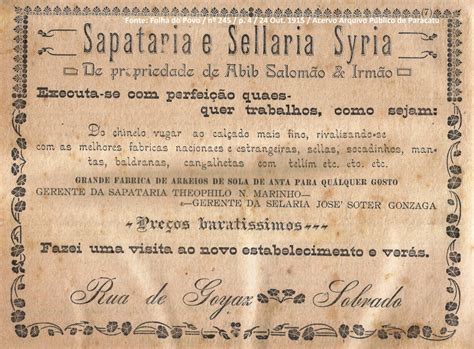 Fonte: Folha do Povo / nº 245 / p. 4 / 24 Out. 1915 / Acervo Arquivo Público de Paracatu
(7)
Sapataria e Sellaria Syria
De propriedade de Abib Salomão & Irmão
Executa-se com perfeição quaes-
quer trabalhos, como sejam:
Do chinelo vugar ao calçado mais fino, rivalizando-se
com as melhores fabricas nacionaes e estrangeiras, sellas, socadinhos, man-
tas, baldranas, cangalhetas com tellim etc. etc. etc.
GRANDE FABRICA DE ARREIOS DE SOLA DE ANTA PARA QUÁLQUER GOSTO
GERENTE DA SAPATARIA THEOPHILO N. MARINHO—
—GERENTE DA SELARIA JOSE' SOTER GONZAGA
Preços baratissimos
Fazei uma visita ao novo estabelecimento e verás.
Rua de Goyaz Sobrado